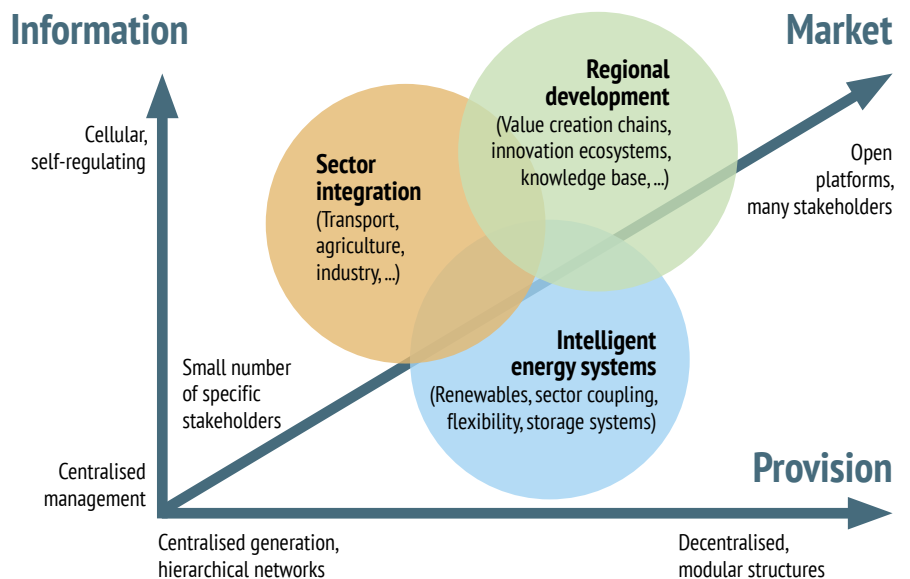 Information
Market
Cellular,
self-regulating
Regional
development
(Value creation chains,
innovation ecosystems,
knowledge base, ...)
Open
platforms,
many stakeholders
Sector
integration
(Transport,
agriculture,
industry, ...)
Intelligent
energy systems
(Renewables, sector coupling,
flexibility, storage systems)
Small number
of specific
stakeholders
Centralised
management
Provision
Centralised generation,
hierarchical networks
Decentralised,
modular structures